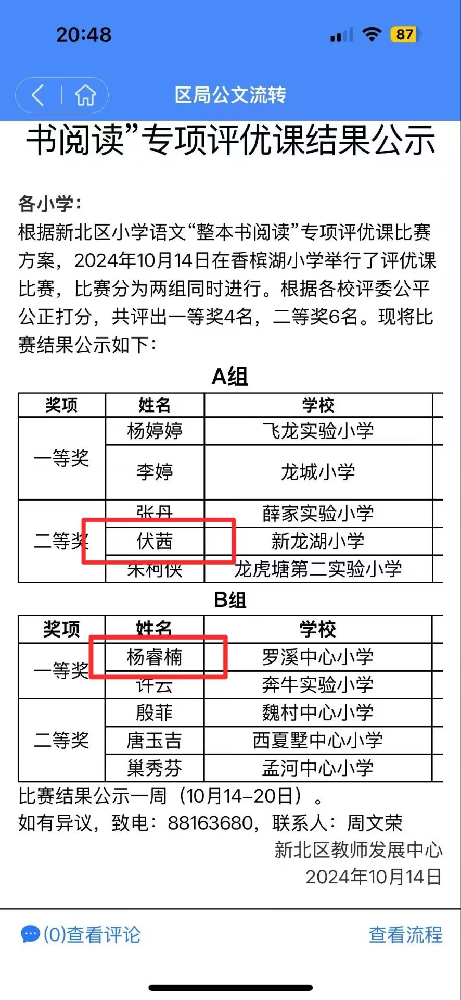 20:48
87
区局公文流转
书阅读”专项评优课结果公示
各小学：
根据新北区小学语文“整本书阅读”专项评优课比赛
方案，2024年10月14日在香槟湖小学举行了评优课
比赛，比赛分为两组同时进行。根据各校评委公平
公正打分，共评出一等奖4名，二等奖6名。现将比
赛结果公示如下：
A组
奖项 姓名 学校
一等奖 杨婷婷 飞龙实验小学
李婷 龙城小学
二等奖 张丹 薛家实验小学
伏茜 新龙湖小学
朱柯侠 龙虎塘第二实验小学
B组
奖项 姓名 学校
一等奖 杨睿楠 罗溪中心小学
许云 奔牛实验小学
二等奖 殷菲 魏村中心小学
唐玉吉 西夏墅中心小学
巢秀芬 孟河中心小学
比赛结果公示一周（10月14–20日）。
如有异议，致电：88163680，联系人：周文荣
新北区教师发展中心
2024年10月14日
(0)查看评论 查看流程